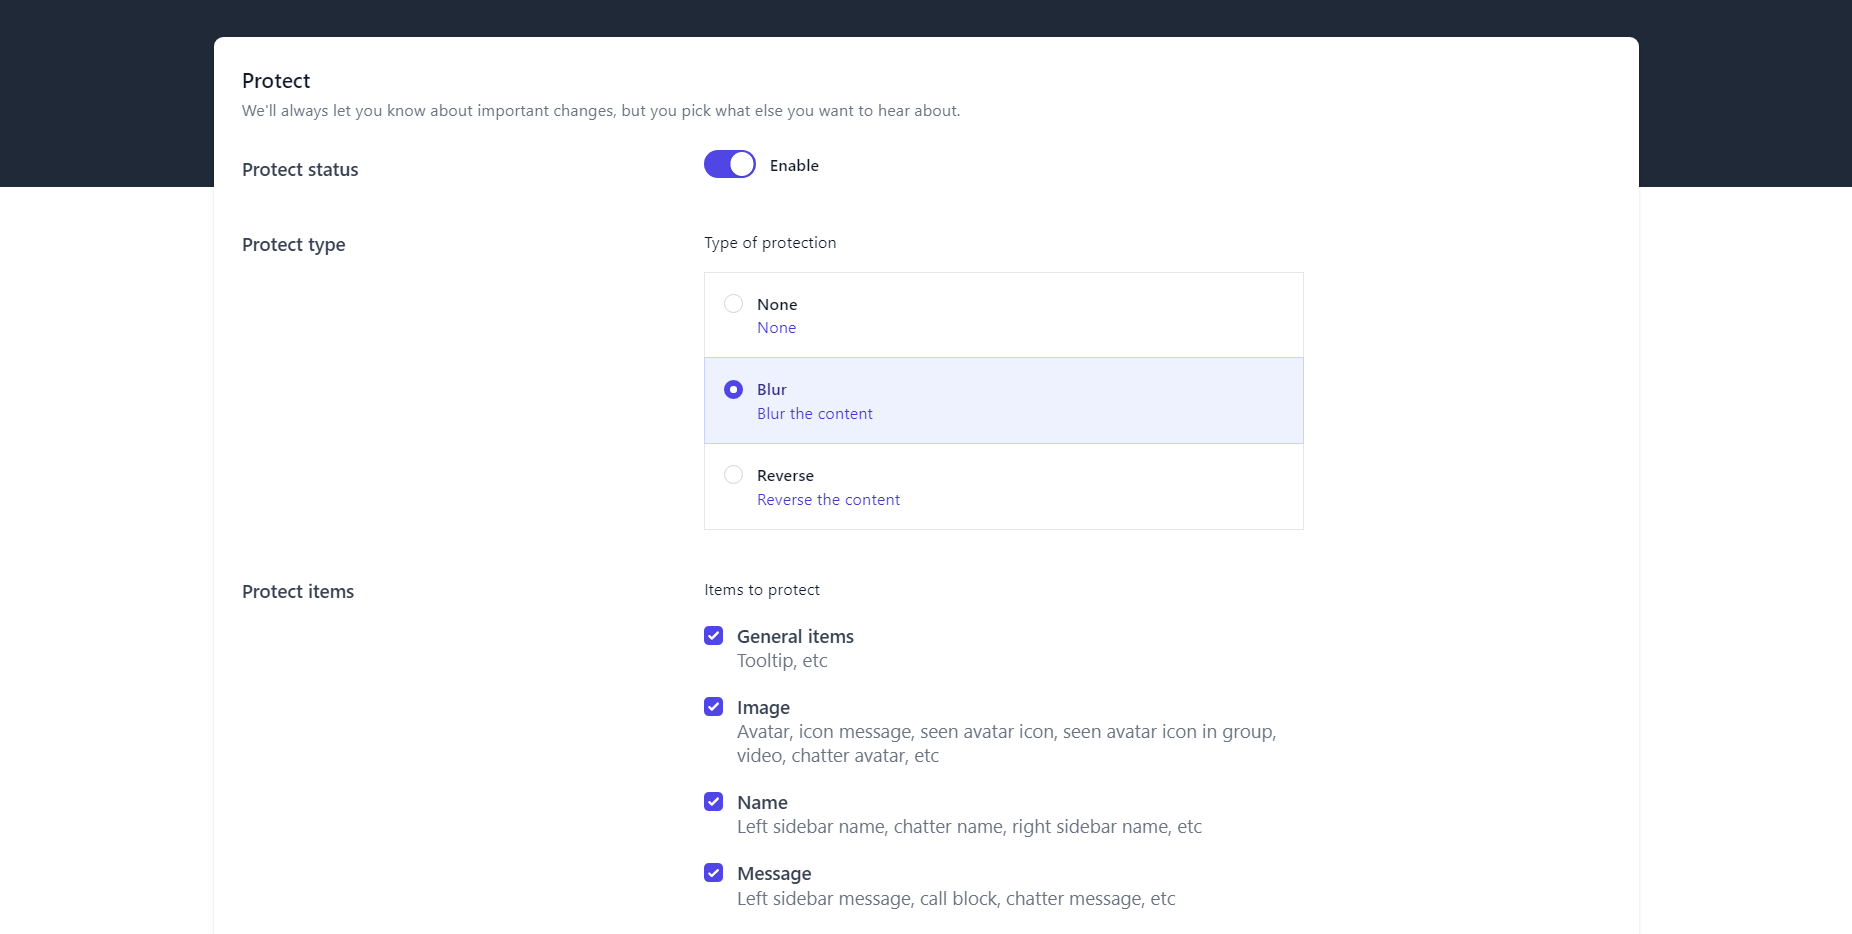 Protect
We'll always let you know about important changes, but you pick what else you want to hear about.
Protect status
Enable
Protect type
Type of protection
None
None
Blur
Blur the content
Reverse
Reverse the content
Protect items
Items to protect
General items
Tooltip, etc
Image
Avatar, icon message, seen avatar icon, seen avatar icon in group,
video, chatter avatar, etc
Name
Left sidebar name, chatter name, right sidebar name, etc
Message
Left sidebar message, call block, chatter message, etc